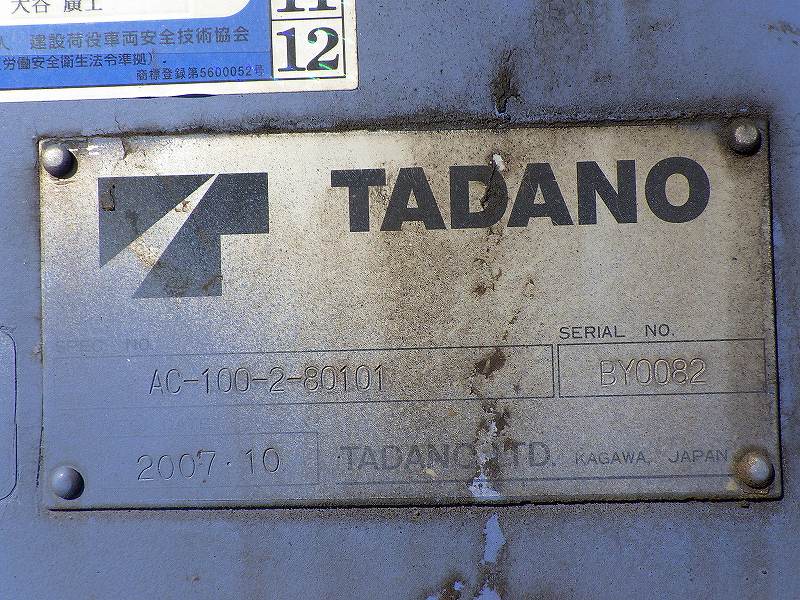 大谷 廣士
11
人 建設荷役車両安全技術協会
12
労働安全衛生法令準拠)
商標登録第5600052号
TADANO
SPEC. NO.
SERIAL NO.
AC-100-2-80101
BY0082
2007・10
TADANO LTD. KAGAWA, JAPAN